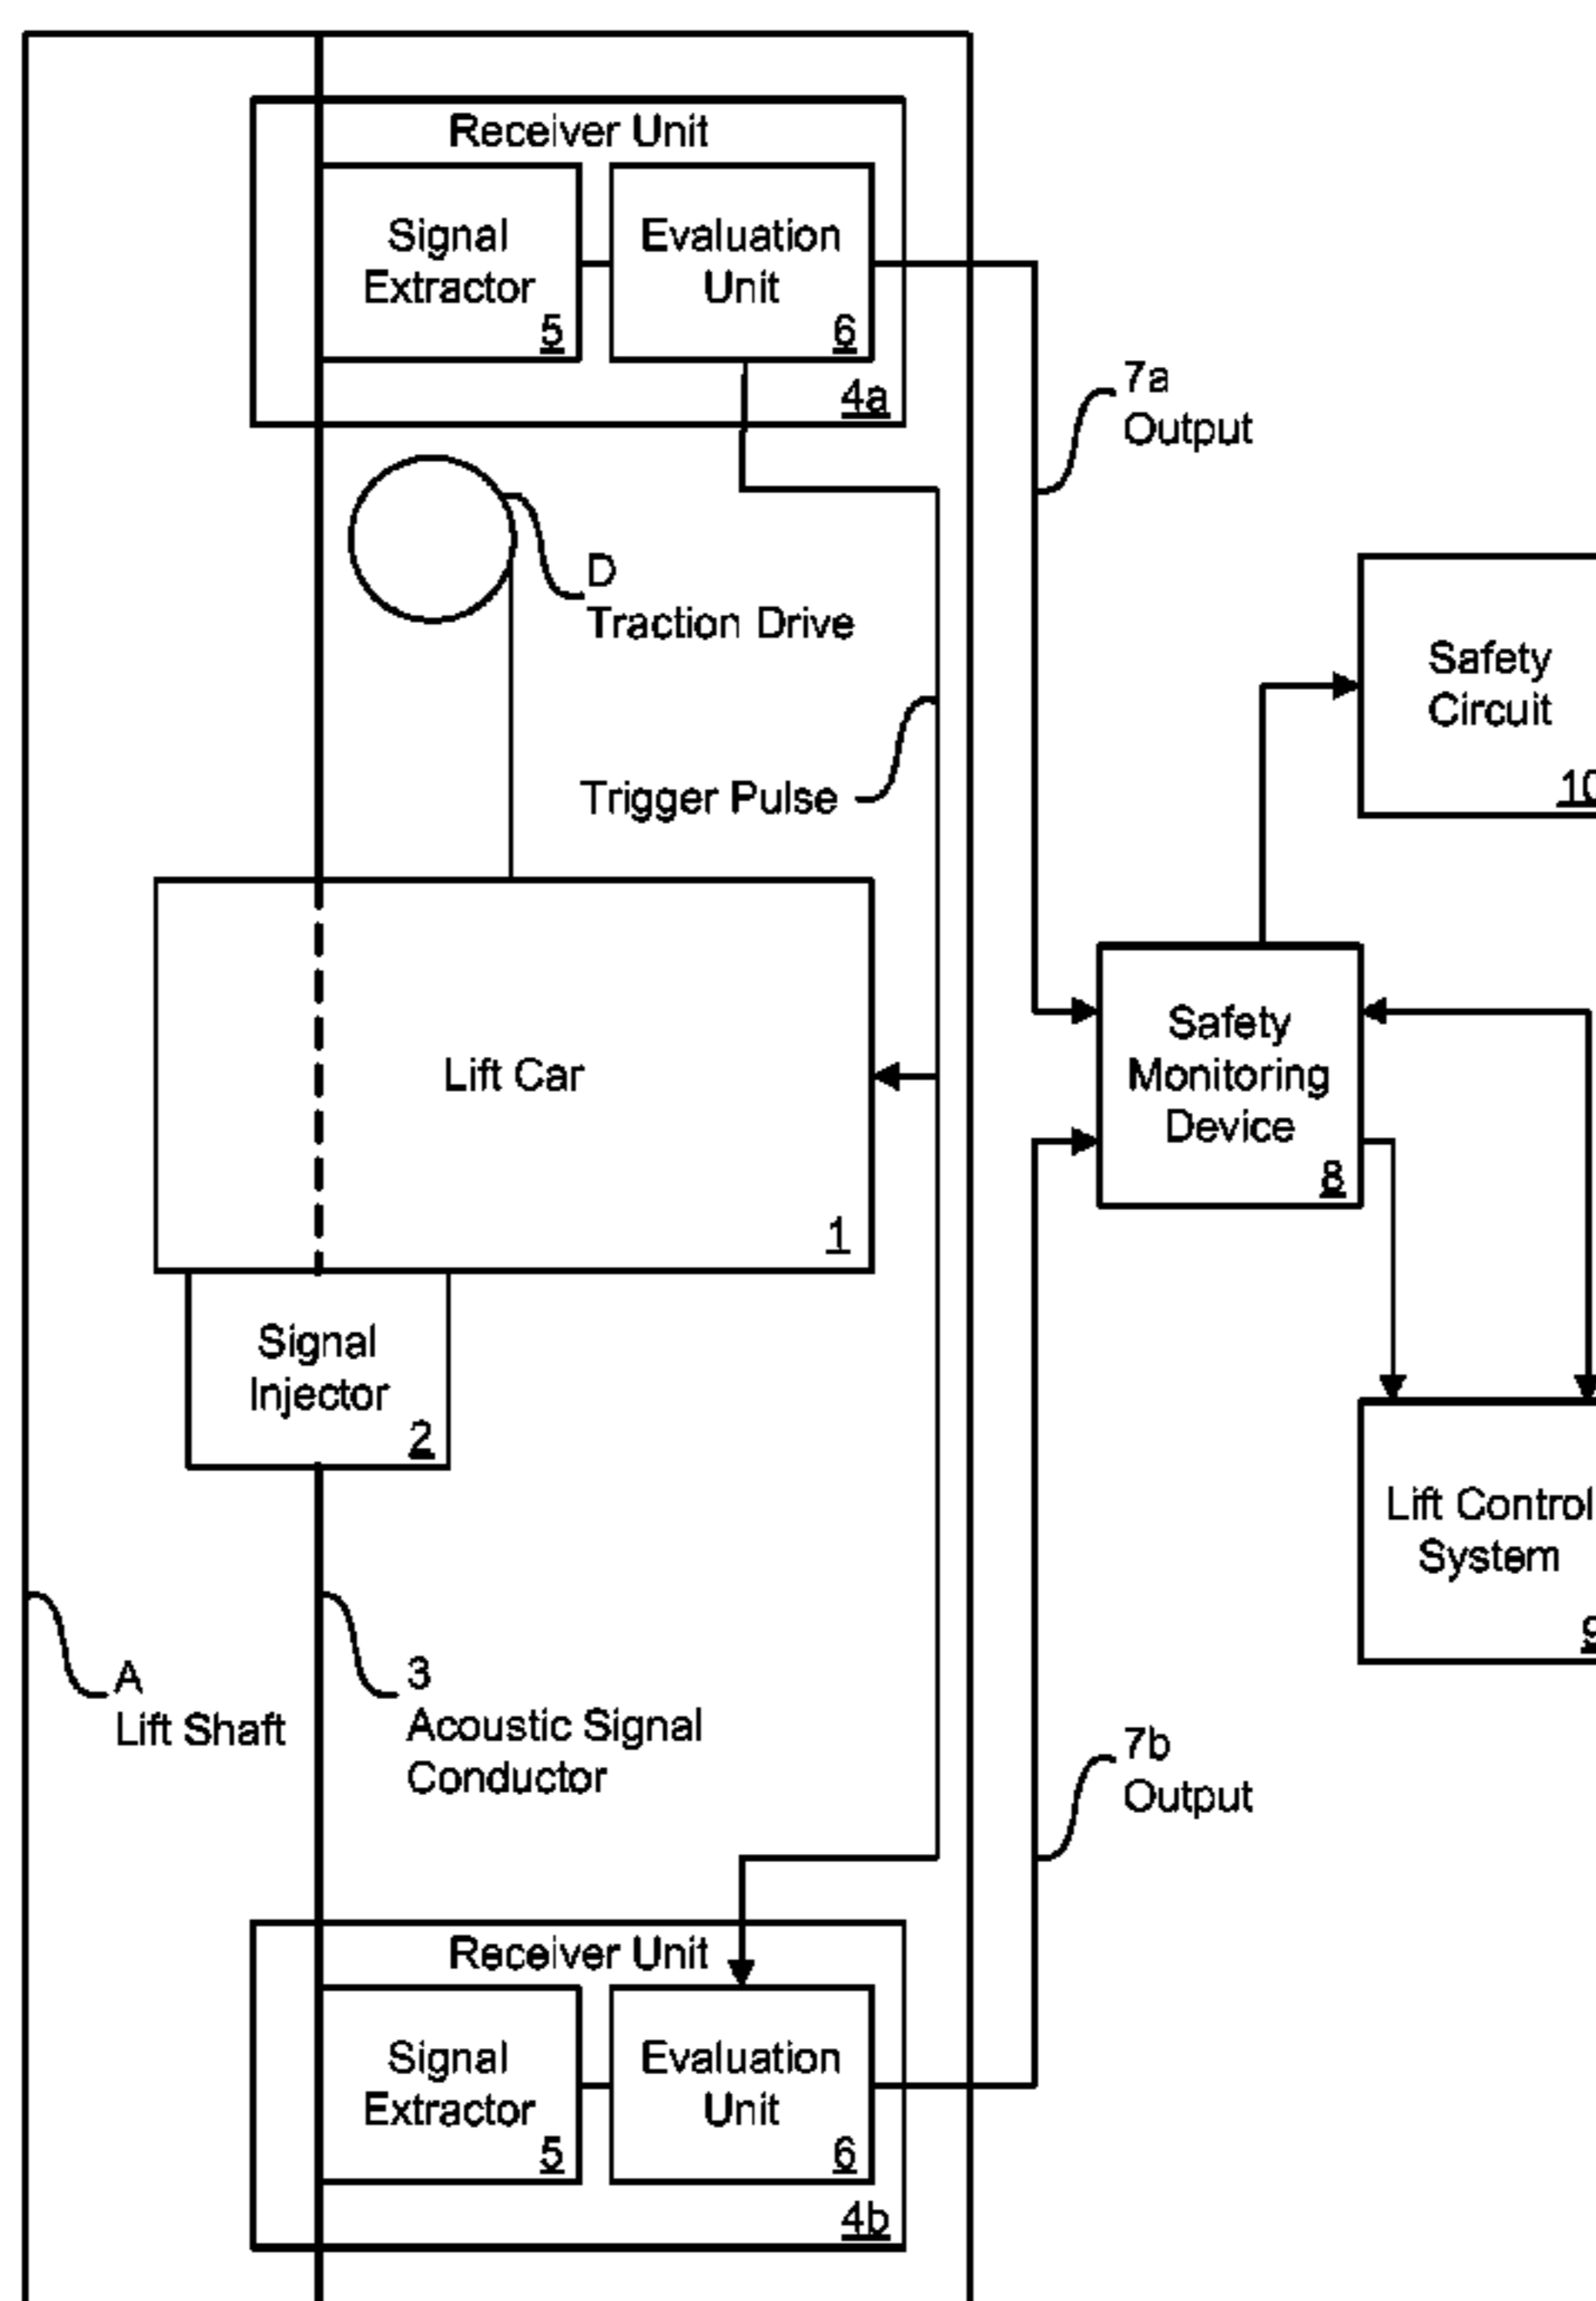 Receiver Unit
Signal
Extractor
5
Evaluation
Unit
6
4a
7a
Output
D
Traction Drive
Safety
Circuit
10
Trigger Pulse
Lift Car
1
Safety
Monitoring
Device
8
Signal
Injector
2
Lift Control
System
9
A
Lift Shaft
3
Acoustic Signal
Conductor
7b
Output
Receiver Unit
Signal
Extractor
5
Evaluation
Unit
6
4b